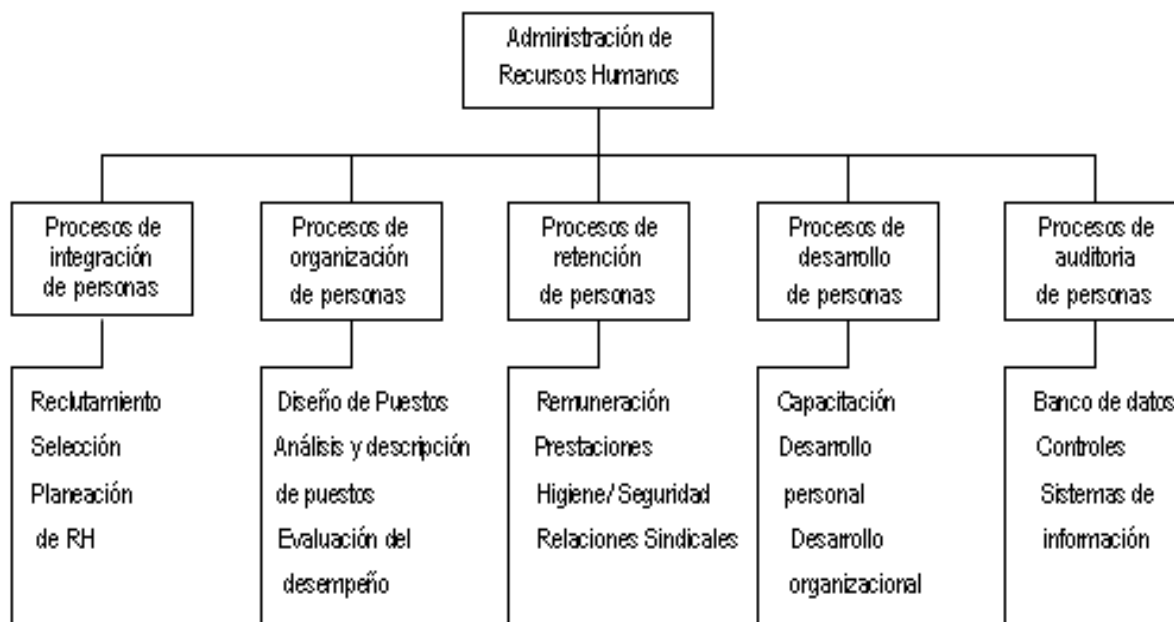 Administración de
Recursos Humanos
Procesos de
integración
de personas
Procesos de
organización
de personas
Procesos de
retención
de personas
Procesos de
desarrollo
de personas
Procesos de
auditoria
de personas
Reclutamiento
Selección
Planeación
de RH
Diseño de Puestos
Análisis y descripción
de puestos
Evaluación del
desempeño
Remuneración
Prestaciones
Higiene/ Seguridad
Relaciones Sindicales
Capacitación
Desarrollo
personal
Desarrollo
organizacional
Banco de datos
Controles
Sistemas de
información